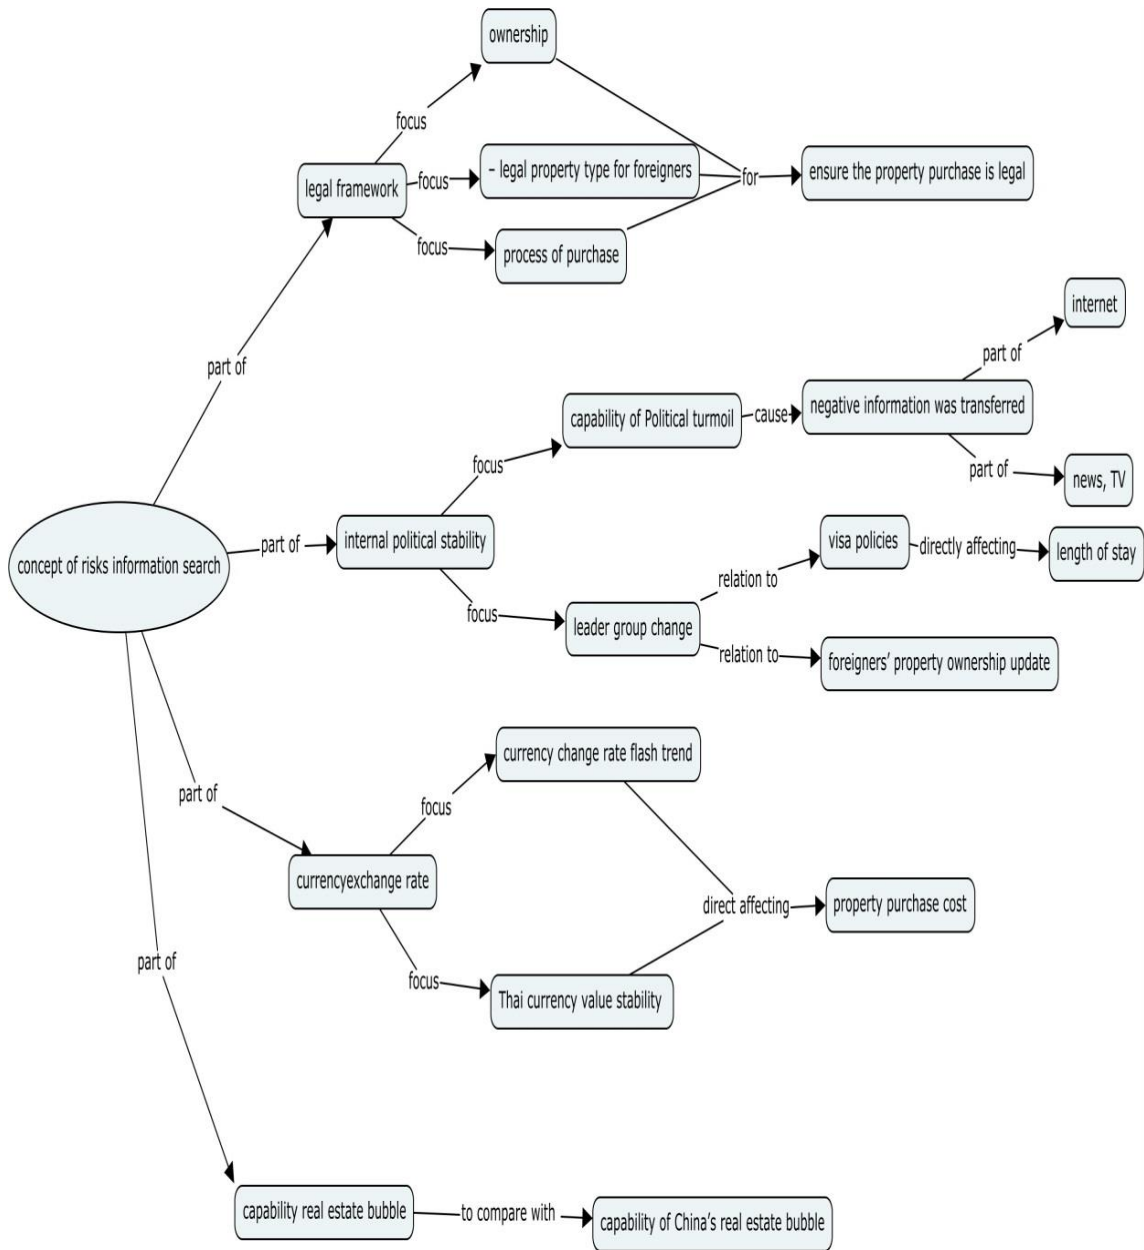 ownership
focus
legal framework
focus
– legal property type for foreigners
for
ensure the property purchase is legal
focus
process of purchase
part of
internet
part of
capability of Political turmoil
cause
negative information was transferred
focus
part of
news, TV
concept of risks information search
part of
internal political stability
visa policies
directly affecting
length of stay
relation to
focus
leader group change
relation to
foreigners’ property ownership update
currency change rate flash trend
part of
focus
currencyexchange rate
direct affecting
property purchase cost
focus
Thai currency value stability
part of
capability real estate bubble
to compare with
capability of China’s real estate bubble